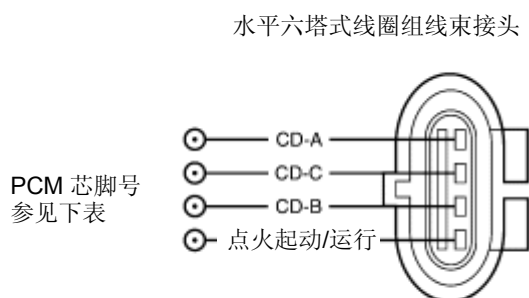 水平六塔式线圈组线束接头
CD-A
CD-C
PCM 芯脚号
参见下表
CD-B
点火起动/运行